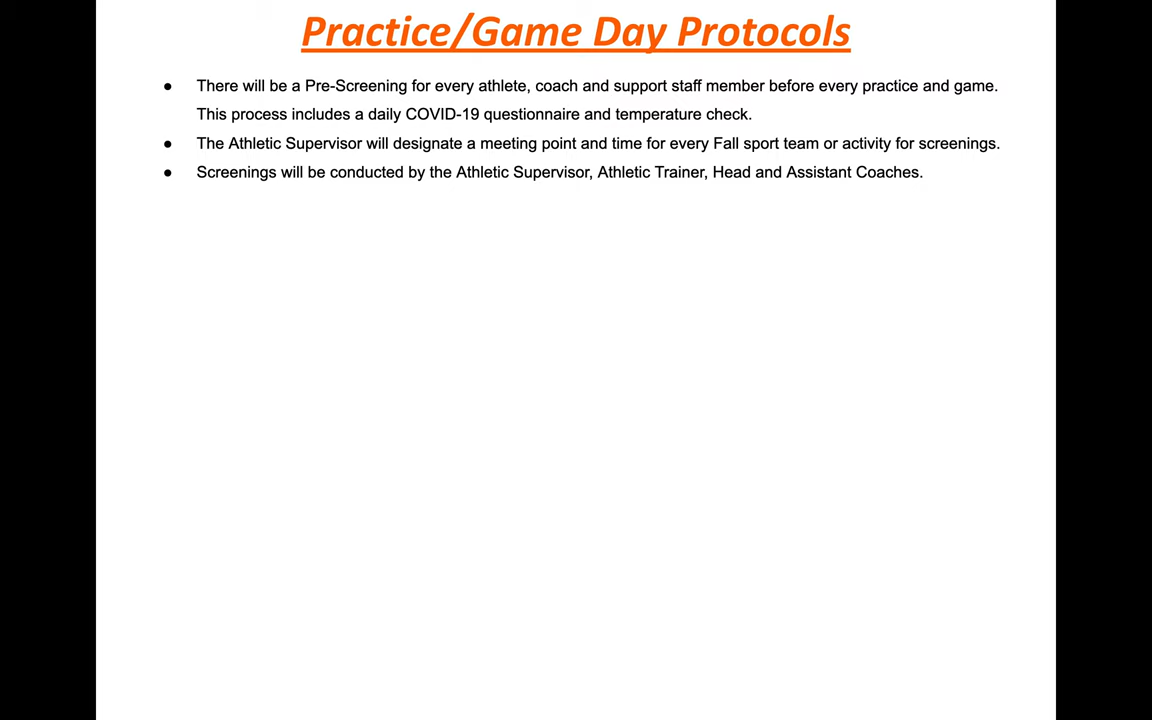 Practice/Game Day Protocols
● There will be a Pre-Screening for every athlete, coach and support staff member before every practice and game.
This process includes a daily COVID-19 questionnaire and temperature check.
● The Athletic Supervisor will designate a meeting point and time for every Fall sport team or activity for screenings.
● Screenings will be conducted by the Athletic Supervisor, Athletic Trainer, Head and Assistant Coaches.